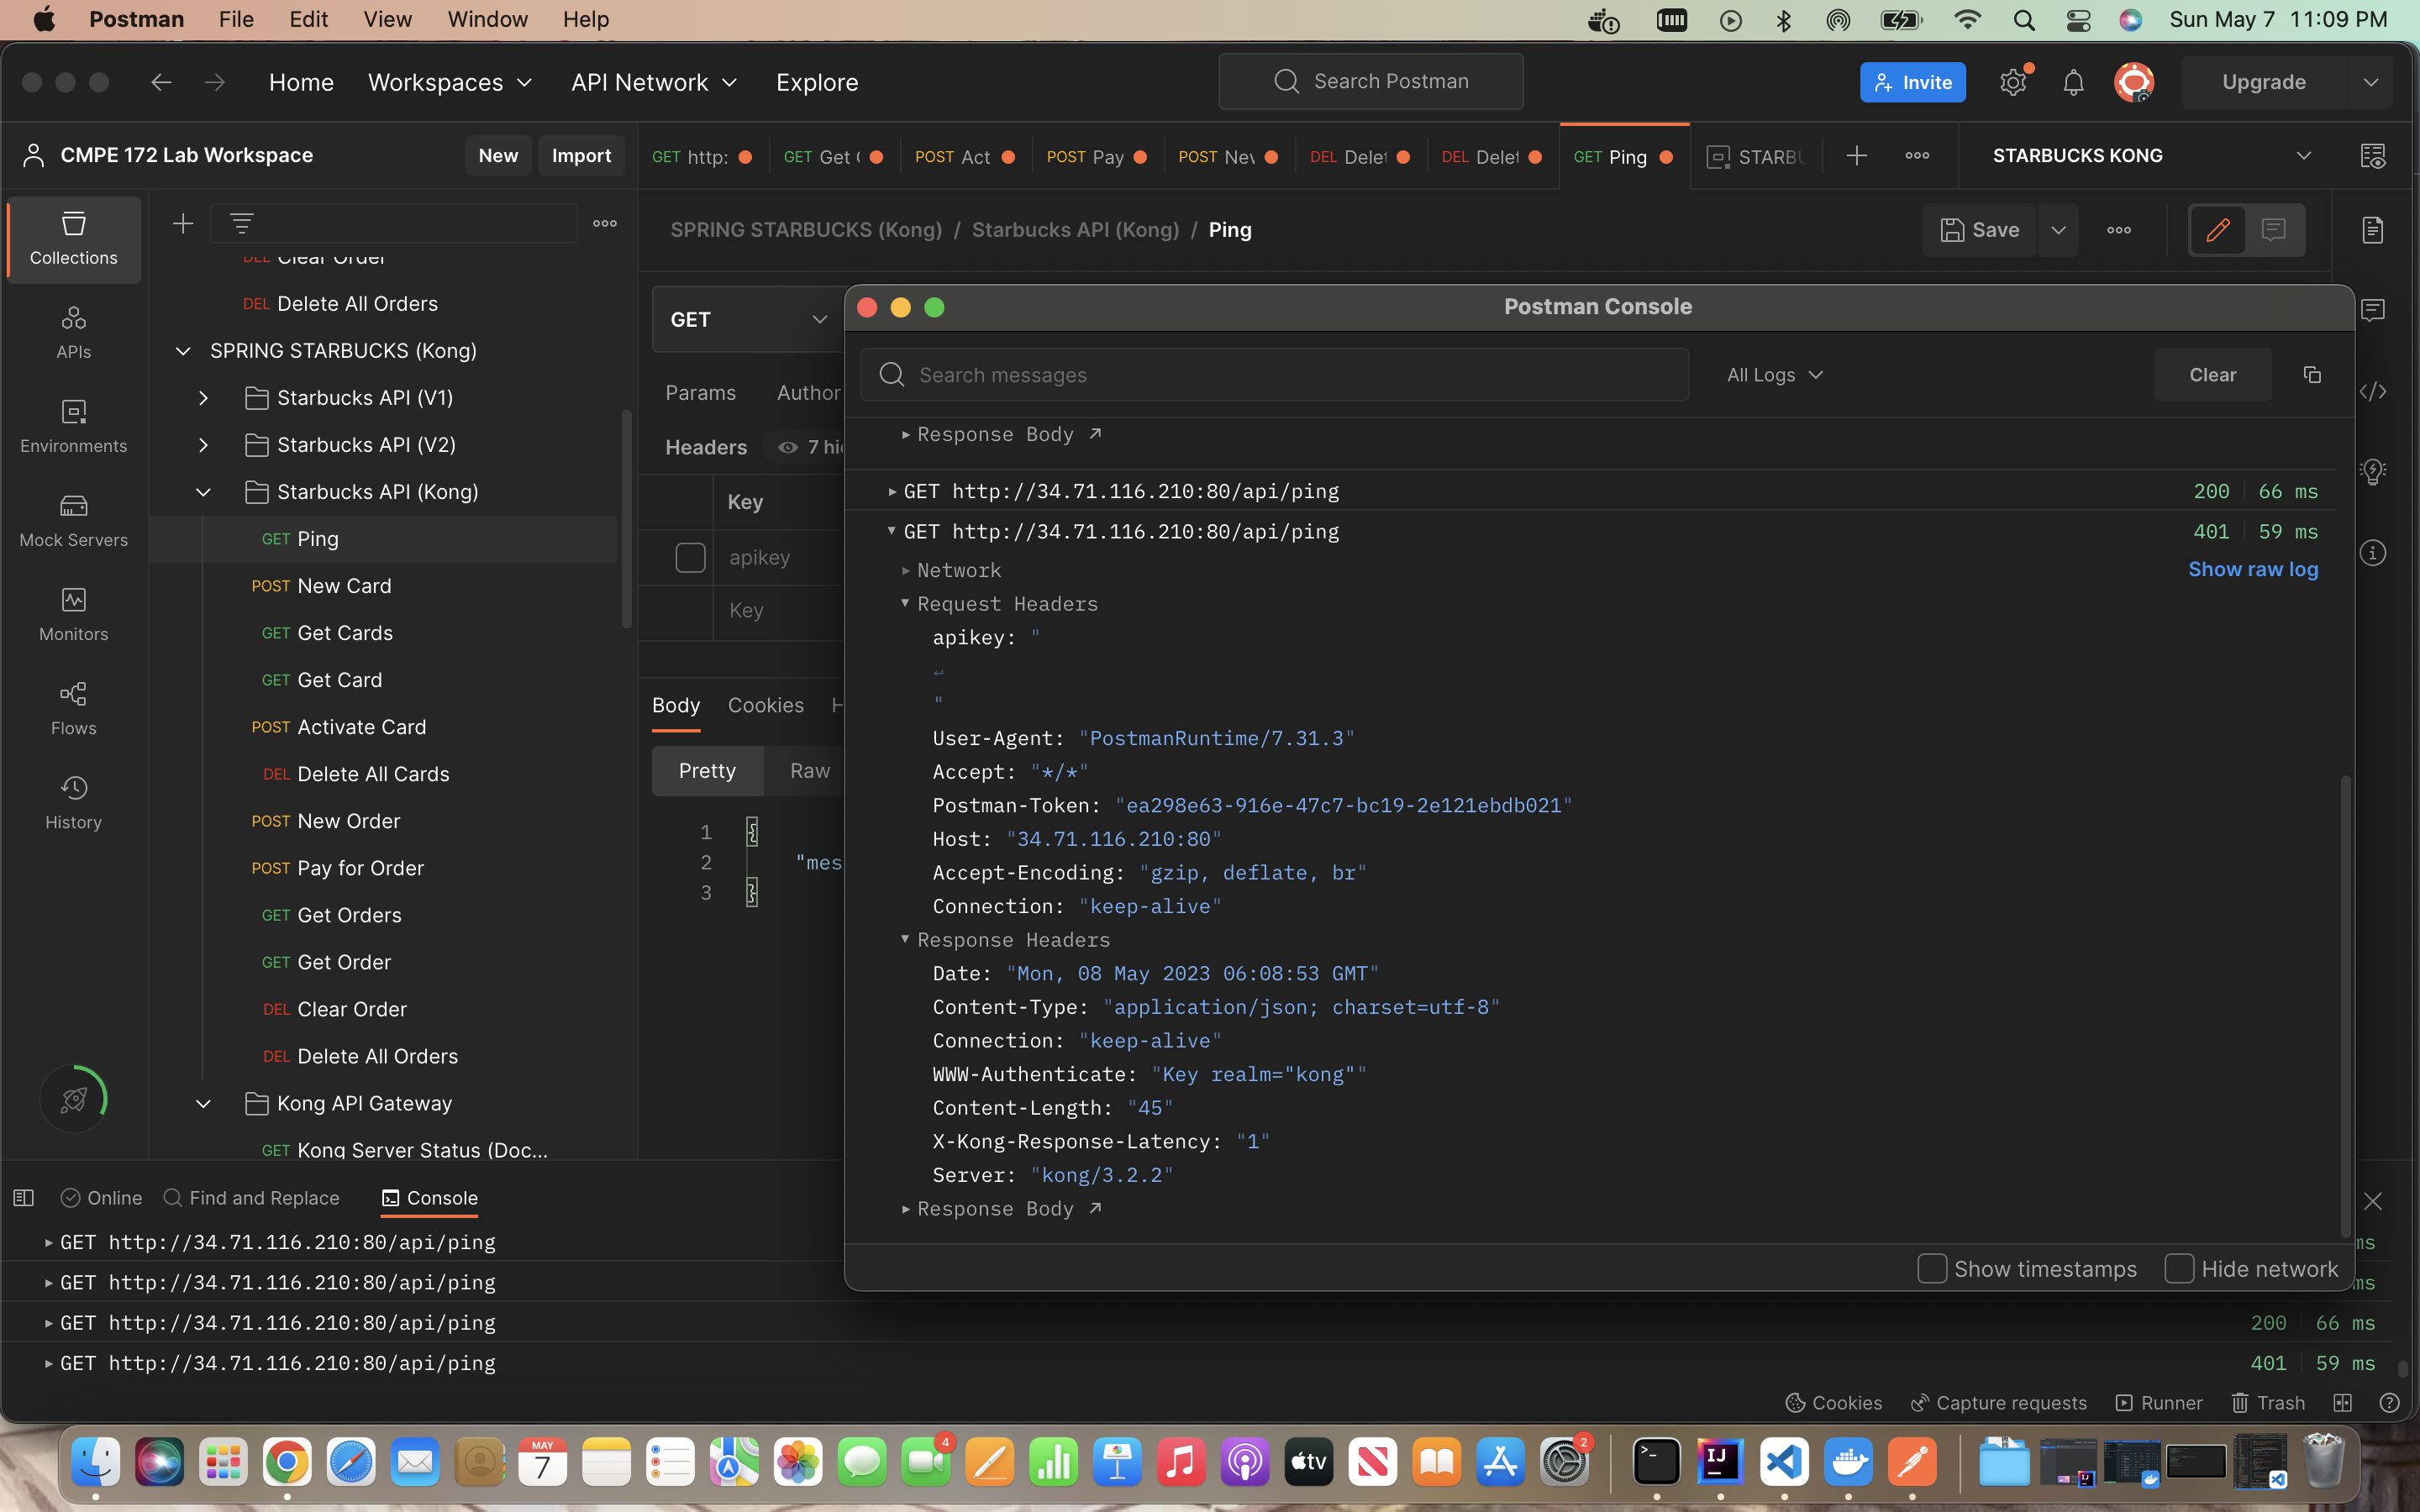 Postman File Edit View Window Help Sun May 7 11:09 PM
Home Workspaces API Network Explore Search Postman Invite Upgrade
CMPE 172 Lab Workspace New Import GET http: GET Get POST Act POST Pay POST Nev DEL Delet DEL Delet GET Ping STARBU STARBUCKS KONG
SPRING STARBUCKS (Kong) / Starbucks API (Kong) / Ping Save
Collections
APIs
Environments
Mock Servers
Monitors
Flows
History
DEL Clear Order
DEL Delete All Orders
SPRING STARBUCKS (Kong)
Starbucks API (V1)
Starbucks API (V2)
Starbucks API (Kong)
GET Ping
POST New Card
GET Get Cards
GET Get Card
POST Activate Card
DEL Delete All Cards
POST New Order
POST Pay for Order
GET Get Orders
GET Get Order
DEL Clear Order
DEL Delete All Orders
Kong API Gateway
GET Kong Server Status (Doc...
GET
Params Author
Headers 7 hi
Key
apikey
Key
Body Cookies H
Pretty Raw
1 {
2 "mes
3 }
Postman Console
Search messages All Logs Clear
Response Body
GET http://34.71.116.210:80/api/ping 200 66 ms
GET http://34.71.116.210:80/api/ping 401 59 ms
Network Show raw log
Request Headers
apikey: "
↵
"
User-Agent: "PostmanRuntime/7.31.3"
Accept: "*/*"
Postman-Token: "ea298e63-916e-47c7-bc19-2e121ebdb021"
Host: "34.71.116.210:80"
Accept-Encoding: "gzip, deflate, br"
Connection: "keep-alive"
Response Headers
Date: "Mon, 08 May 2023 06:08:53 GMT"
Content-Type: "application/json; charset=utf-8"
Connection: "keep-alive"
WWW-Authenticate: "Key realm="kong""
Content-Length: "45"
X-Kong-Response-Latency: "1"
Server: "kong/3.2.2"
Response Body
Show timestamps Hide network
Online Find and Replace Console
GET http://34.71.116.210:80/api/ping ms
GET http://34.71.116.210:80/api/ping ms
GET http://34.71.116.210:80/api/ping 200 66 ms
GET http://34.71.116.210:80/api/ping 401 59 ms
Cookies Capture requests Runner Trash
MAY
7
4
tv
2
IJ